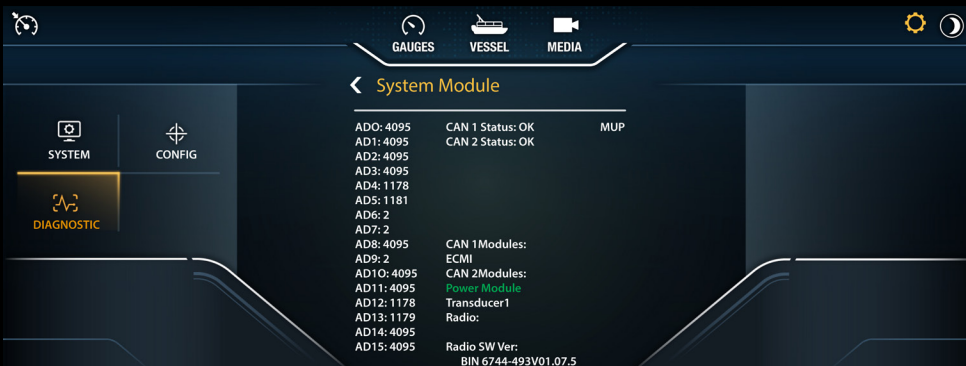 GAUGES VESSEL MEDIA
System Module
ADO: 4095 CAN 1 Status: OK MUP
AD1: 4095 CAN 2 Status: OK
AD2: 4095
AD3: 4095
AD4: 1178
AD5: 1181
AD6: 2
AD7: 2
AD8: 4095 CAN 1Modules:
AD9: 2 ECMI
AD1O: 4095 CAN 2Modules:
AD11: 4095 Power Module
AD12: 1178 Transducer1
AD13: 1179 Radio:
AD14: 4095
AD15: 4095 Radio SW Ver:
BIN 6744-493V01.07.5
SYSTEM CONFIG
DIAGNOSTIC